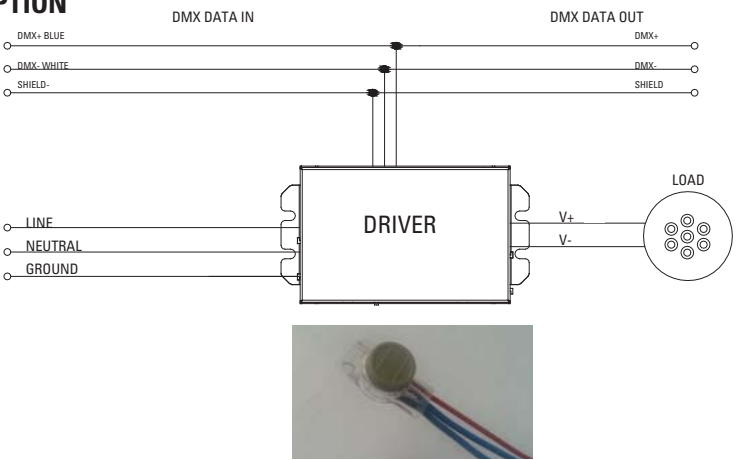 DMX DATA IN
DMX DATA OUT
DMX+ BLUE
DMX+
DMX- WHITE
DMX-
SHIELD-
SHIELD
LOAD
DRIVER
LINE
V+
NEUTRAL
V-
GROUND